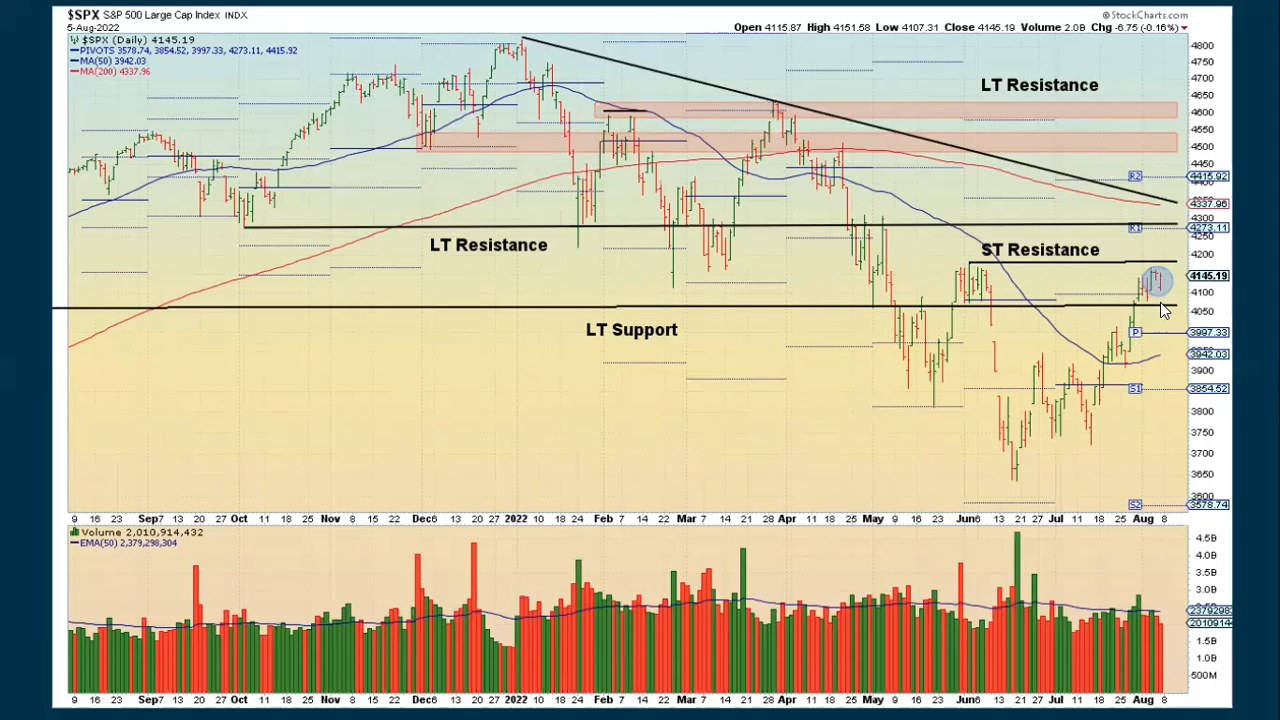 $SPX S&P 500 Large Cap Index INDX
© StockCharts.com
5-Aug-2022
Open 4115.87 High 4151.58 Low 4107.31 Close 4145.19 Volume 2.0B Chg -6.75 (-0.16%)
$SPX (Daily) 4145.19
PIVOTS 3578.74, 3854.52, 3997.33, 4273.11, 4415.92
MA(50) 3942.03
MA(200) 4337.96
LT Resistance
LT Resistance
ST Resistance
LT Support
R2
R1
P
S1
S2
4800
4750
4700
4650
4600
4550
4500
4450
4415.92
4400
4337.96
4300
4273.11
4250
4200
4145.19
4100
4050
3997.33
3942.03
3900
3854.52
3800
3750
3700
3650
3600
3578.74
9 16 23 Sep 7 13 20 27 Oct 11 18 25 Nov 8 15 22 Dec 6 13 20 27 2022 10 18 24 Feb 7 14 22 Mar 7 14 21 28 Apr 11 18 25 May 9 16 23 Jun 6 13 21 27 Jul 11 18 25 Aug 8
Volume 2,010,914,432
EMA(50) 2,379,298,304
4.5B
4.0B
3.5B
3.0B
2379298
2010914
1.5B
1.0B
500M
9 16 23 Sep 7 13 20 27 Oct 11 18 25 Nov 8 15 22 Dec 6 13 20 27 2022 10 18 24 Feb 7 14 22 Mar 7 14 21 28 Apr 11 18 25 May 9 16 23 Jun 6 13 21 27 Jul 11 18 25 Aug 8